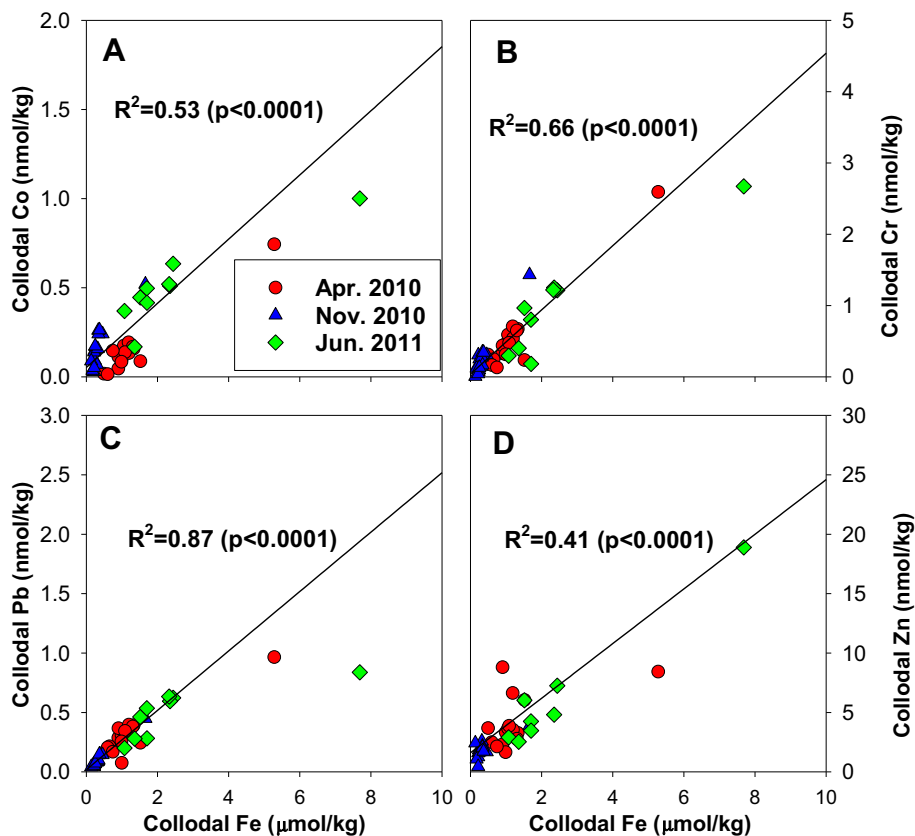 2.0
1.5
1.0
0.5
0.0
Collodal Co (nmol/kg)
A
R²=0.53 (p<0.0001)
Apr. 2010
Nov. 2010
Jun. 2011
B
R²=0.66 (p<0.0001)
5
4
3
2
1
0
Collodal Cr (nmol/kg)
3.0
2.5
2.0
1.5
1.0
0.5
0.0
Collodal Pb (nmol/kg)
C
R²=0.87 (p<0.0001)
0 2 4 6 8 10
Collodal Fe (μmol/kg)
D
R²=0.41 (p<0.0001)
30
25
20
15
10
5
0
Collodal Zn (nmol/kg)
0 2 4 6 8 10
Collodal Fe (μmol/kg)